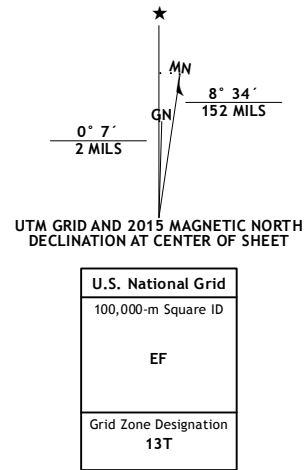 MN
GN
8° 34´
152 MILS
0° 7´
2 MILS
UTM GRID AND 2015 MAGNETIC NORTH
DECLINATION AT CENTER OF SHEET
U.S. National Grid
100,000-m Square ID
EF
Grid Zone Designation
13T